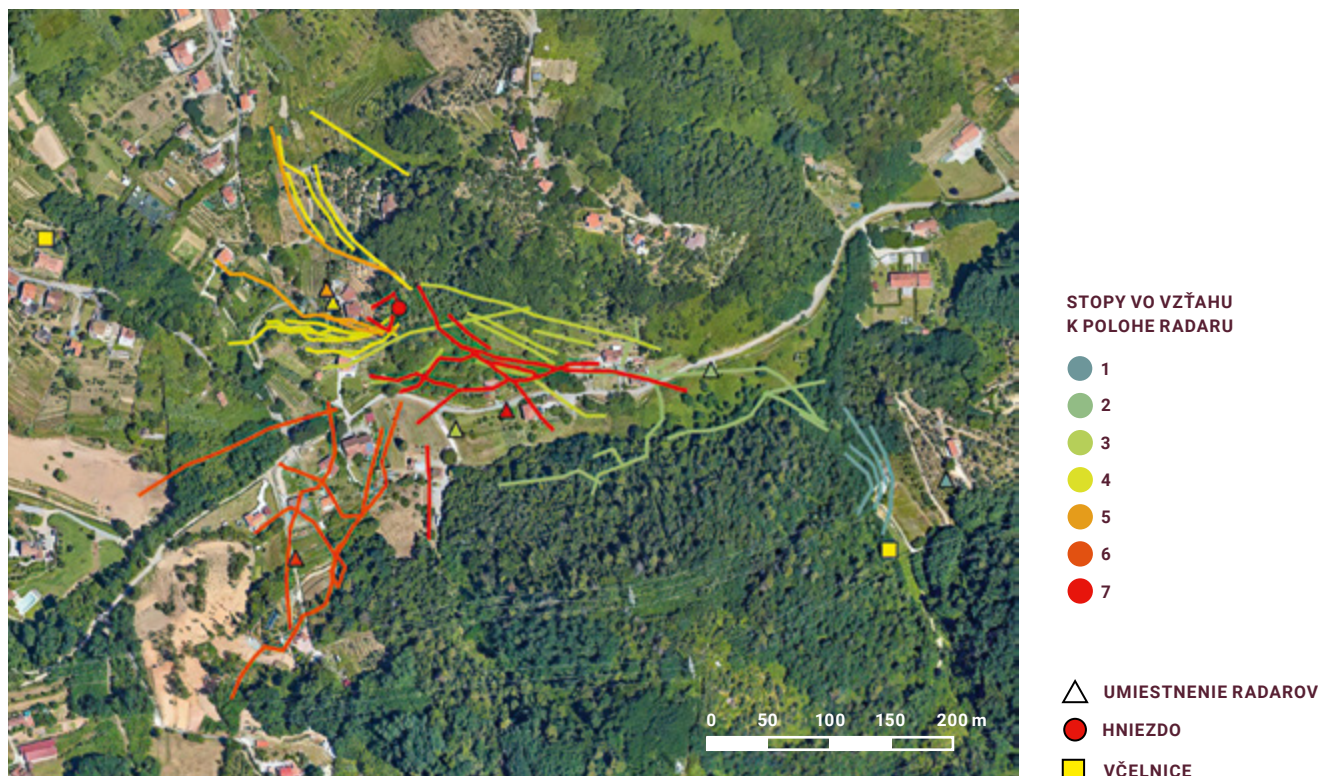 STOPY VO VZŤAHU
K POLOHE RADARU
1
2
3
4
5
6
7
0 50 100 150 200 m
UMIESTNENIE RADAROV
HNIEZDO
VČELNICE